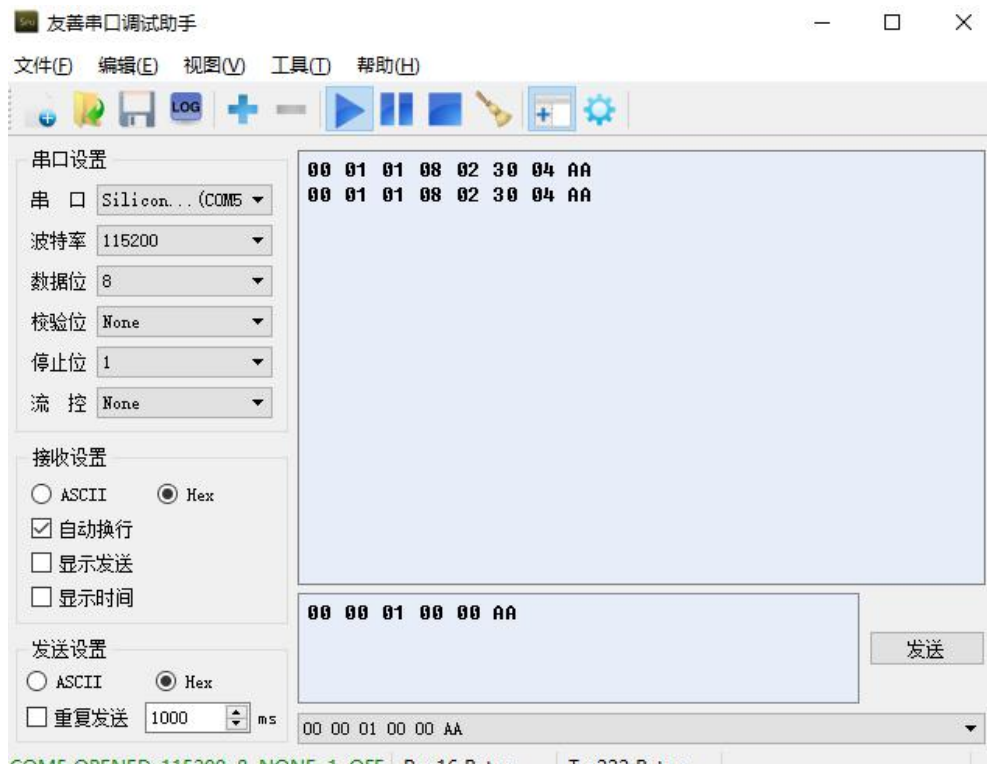 友善串口调试助手
文件(F) 编辑(E) 视图(V) 工具(T) 帮助(H)
LOG
串口设置
串 口 Silicon...(COM5
波特率 115200
数据位 8
校验位 None
停止位 1
流 控 None
接收设置
ASCII Hex
自动换行
显示发送
显示时间
发送设置
ASCII Hex
重复发送 1000 ms
00 01 01 08 02 30 04 AA
00 01 01 08 02 30 04 AA
00 00 01 00 00 AA
发送
00 00 01 00 00 AA